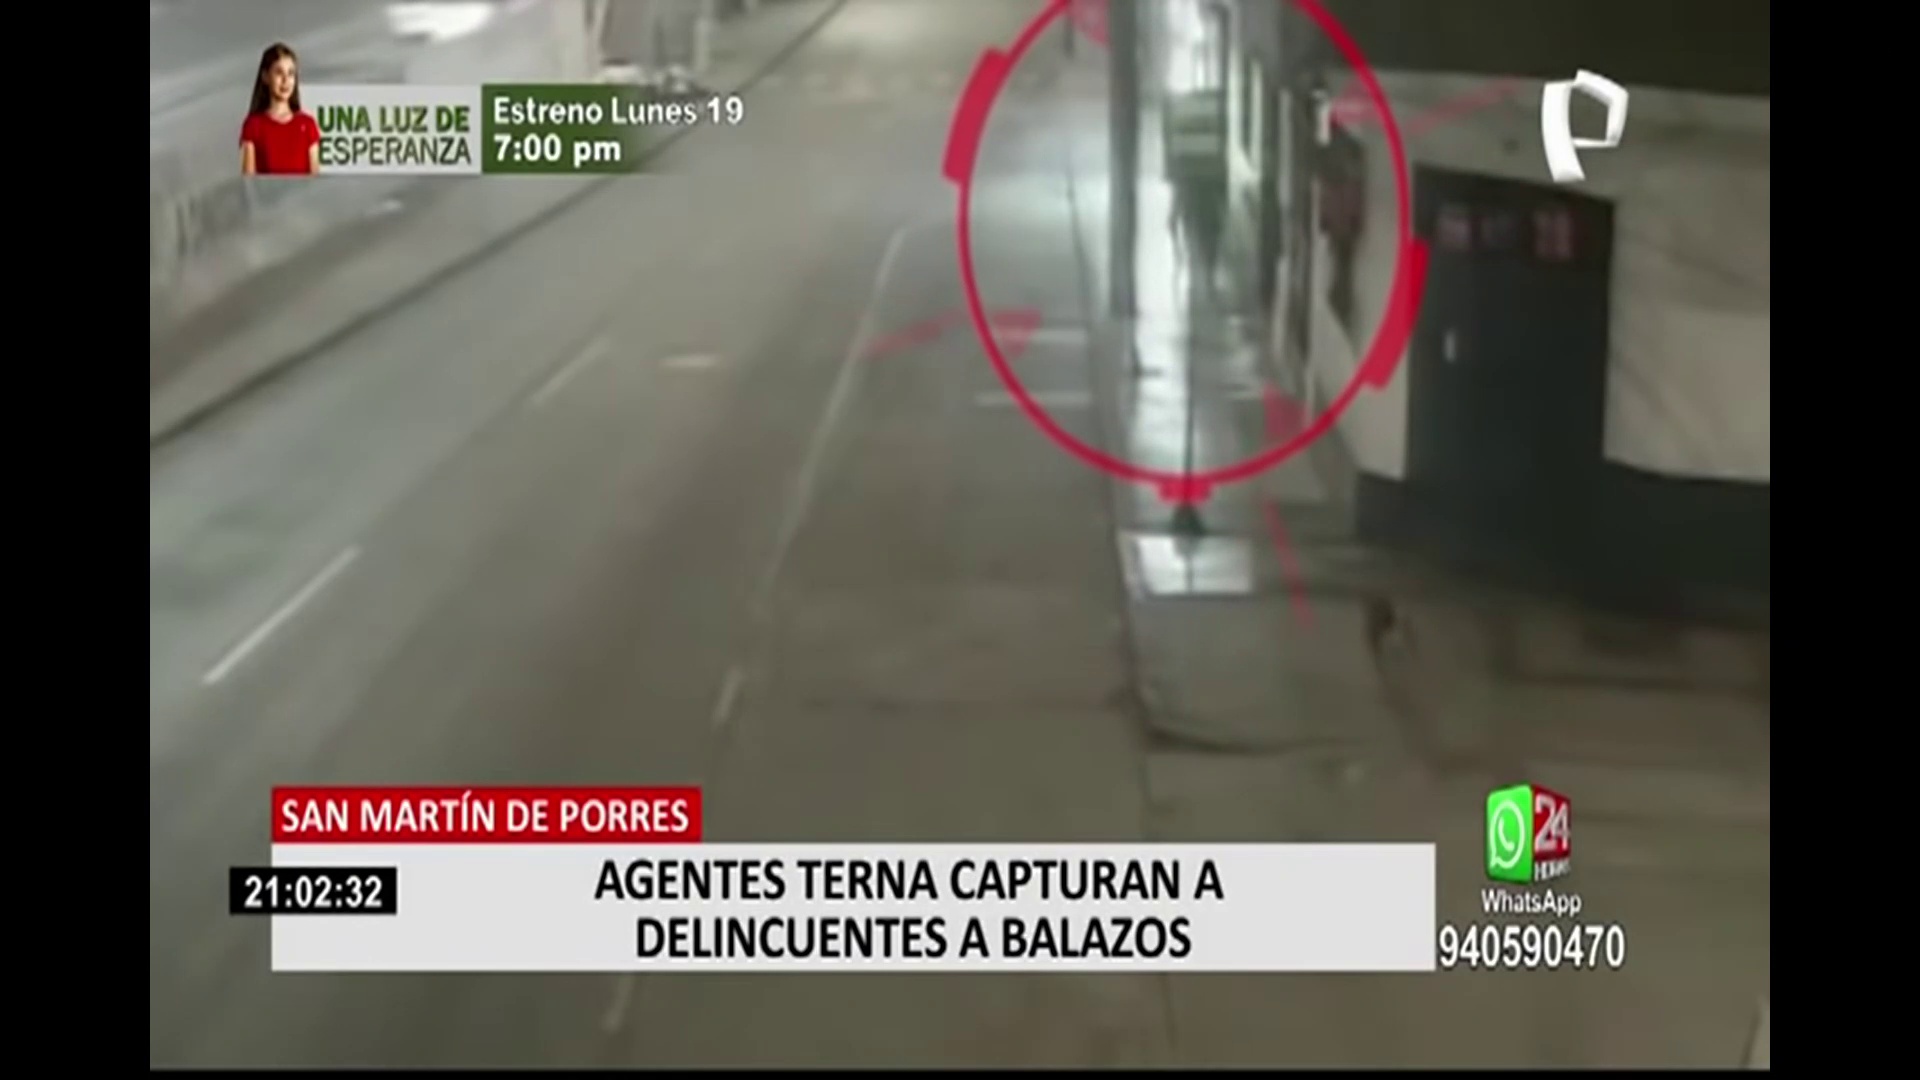 UNA LUZ DE
ESPERANZA
Estreno Lunes 19
7:00 pm
SAN MARTÍN DE PORRES
21:02:32
AGENTES TERNA CAPTURAN A
DELINCUENTES A BALAZOS
24
HORAS
WhatsApp
940590470